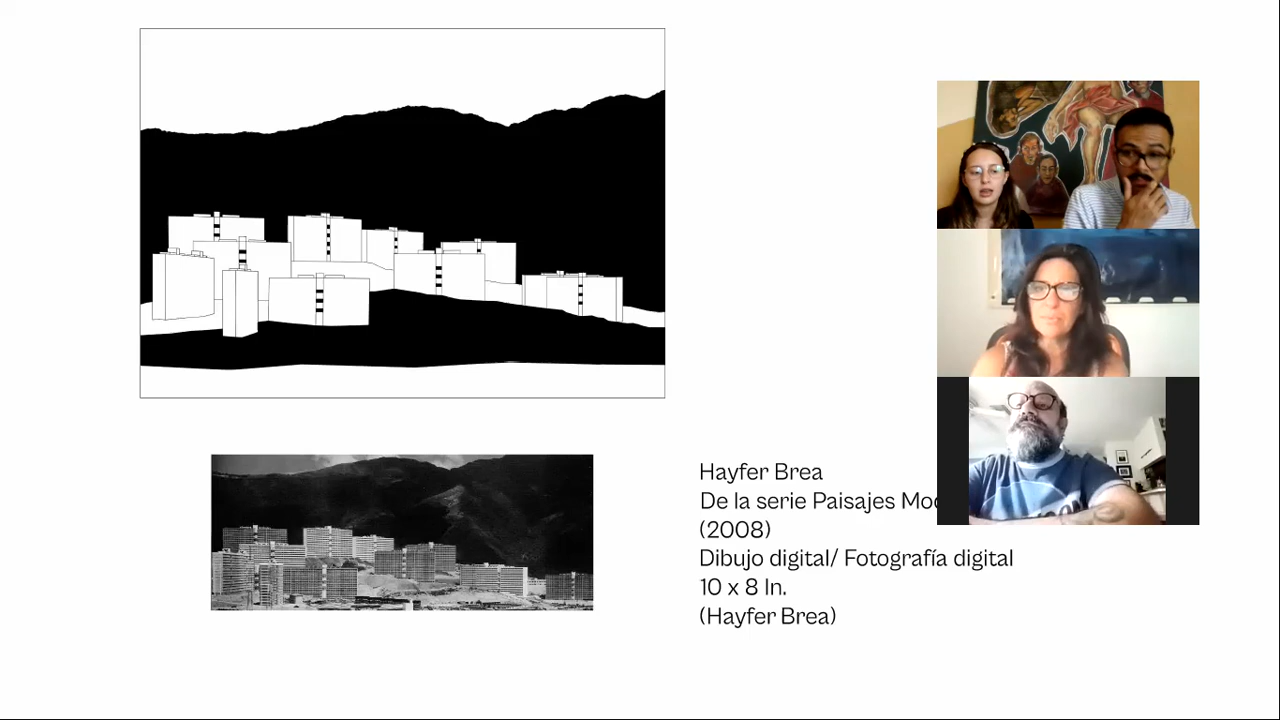 Hayfer Brea
De la serie Paisajes
(2008)
Dibujo digital/ Fotografía digital
10 x 8 In.
(Hayfer Brea)